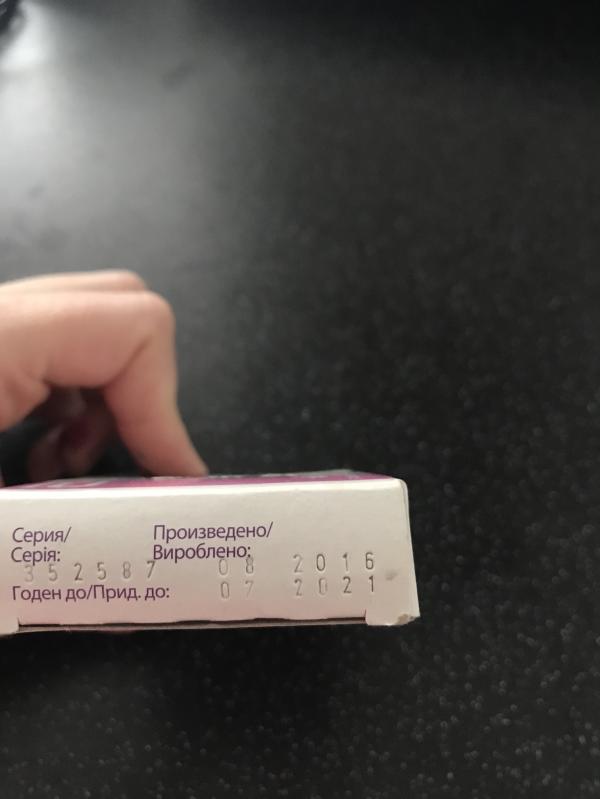 Серия/ Произведено/
Серія: Вироблено:
352587 08 2016
Годен до/Прид. до: 07 2021